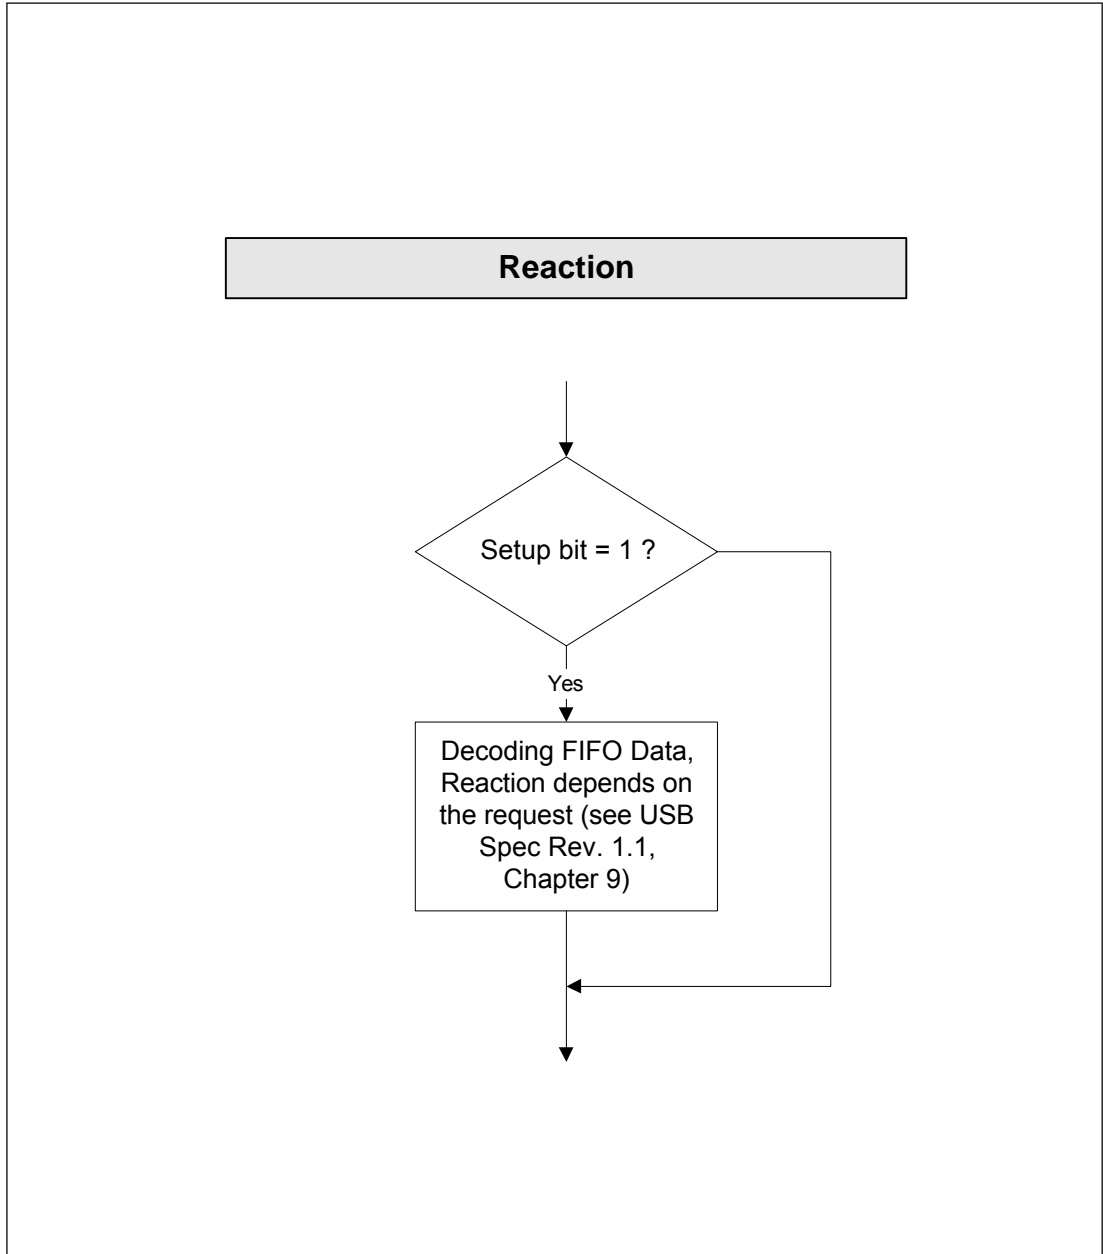 Reaction
Setup bit = 1 ?
Yes
Decoding FIFO Data,
Reaction depends on
the request (see USB
Spec Rev. 1.1,
Chapter 9)